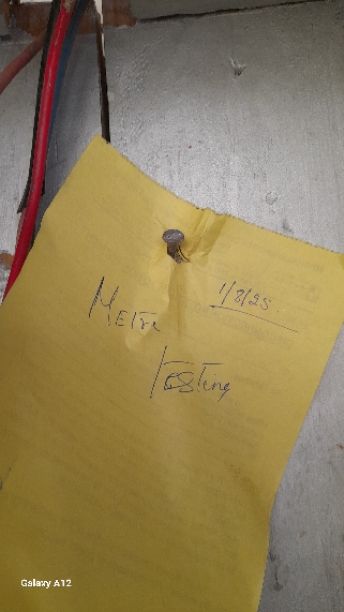 1/8/25
Meter
Testing
Galaxy A12